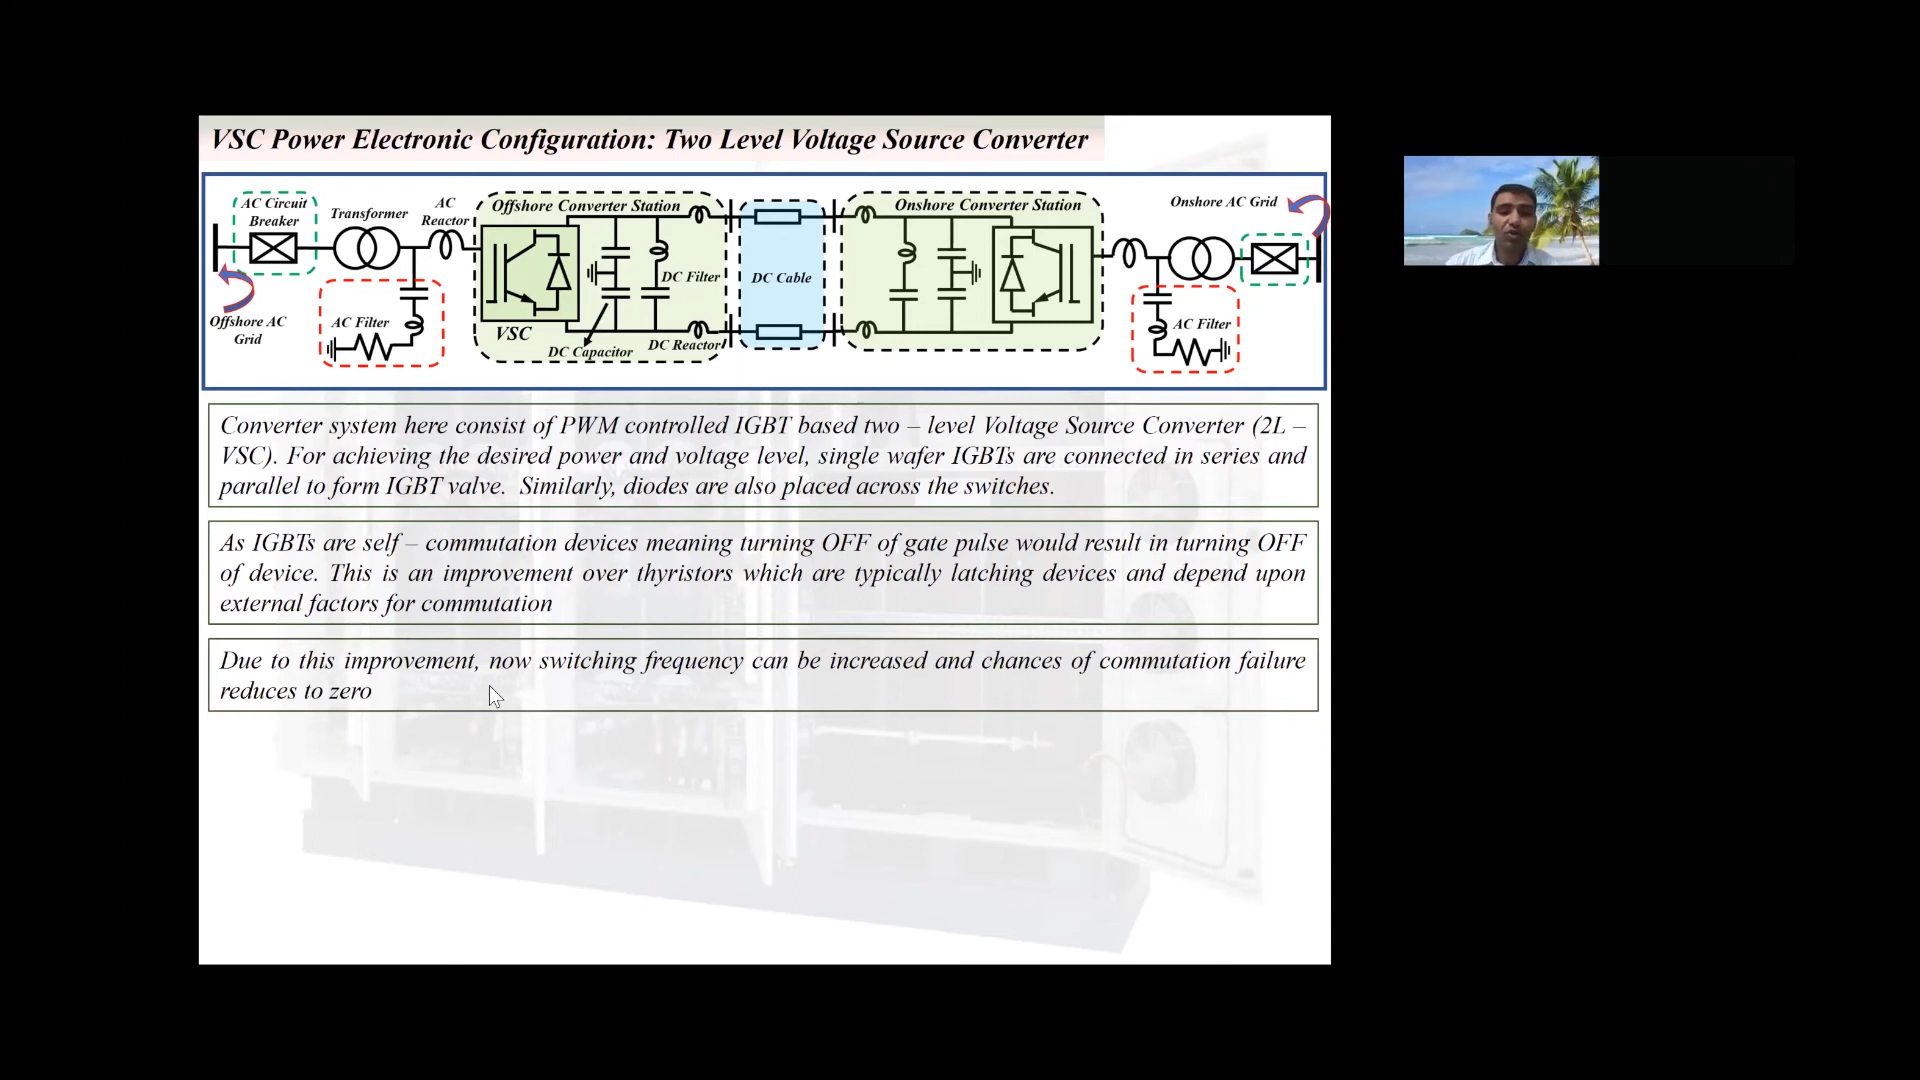 VSC Power Electronic Configuration: Two Level Voltage Source Converter
AC Circuit
Breaker
Transformer
AC
Reactor
Offshore Converter Station
Onshore Converter Station
Onshore AC Grid
DC Filter
DC Cable
Offshore AC
Grid
AC Filter
VSC
DC Capacitor
DC Reactor
AC Filter
Converter system here consist of PWM controlled IGBT based two – level Voltage Source Converter (2L –
VSC). For achieving the desired power and voltage level, single wafer IGBTs are connected in series and
parallel to form IGBT valve. Similarly, diodes are also placed across the switches.
As IGBTs are self – commutation devices meaning turning OFF of gate pulse would result in turning OFF
of device. This is an improvement over thyristors which are typically latching devices and depend upon
external factors for commutation
Due to this improvement, now switching frequency can be increased and chances of commutation failure
reduces to zero